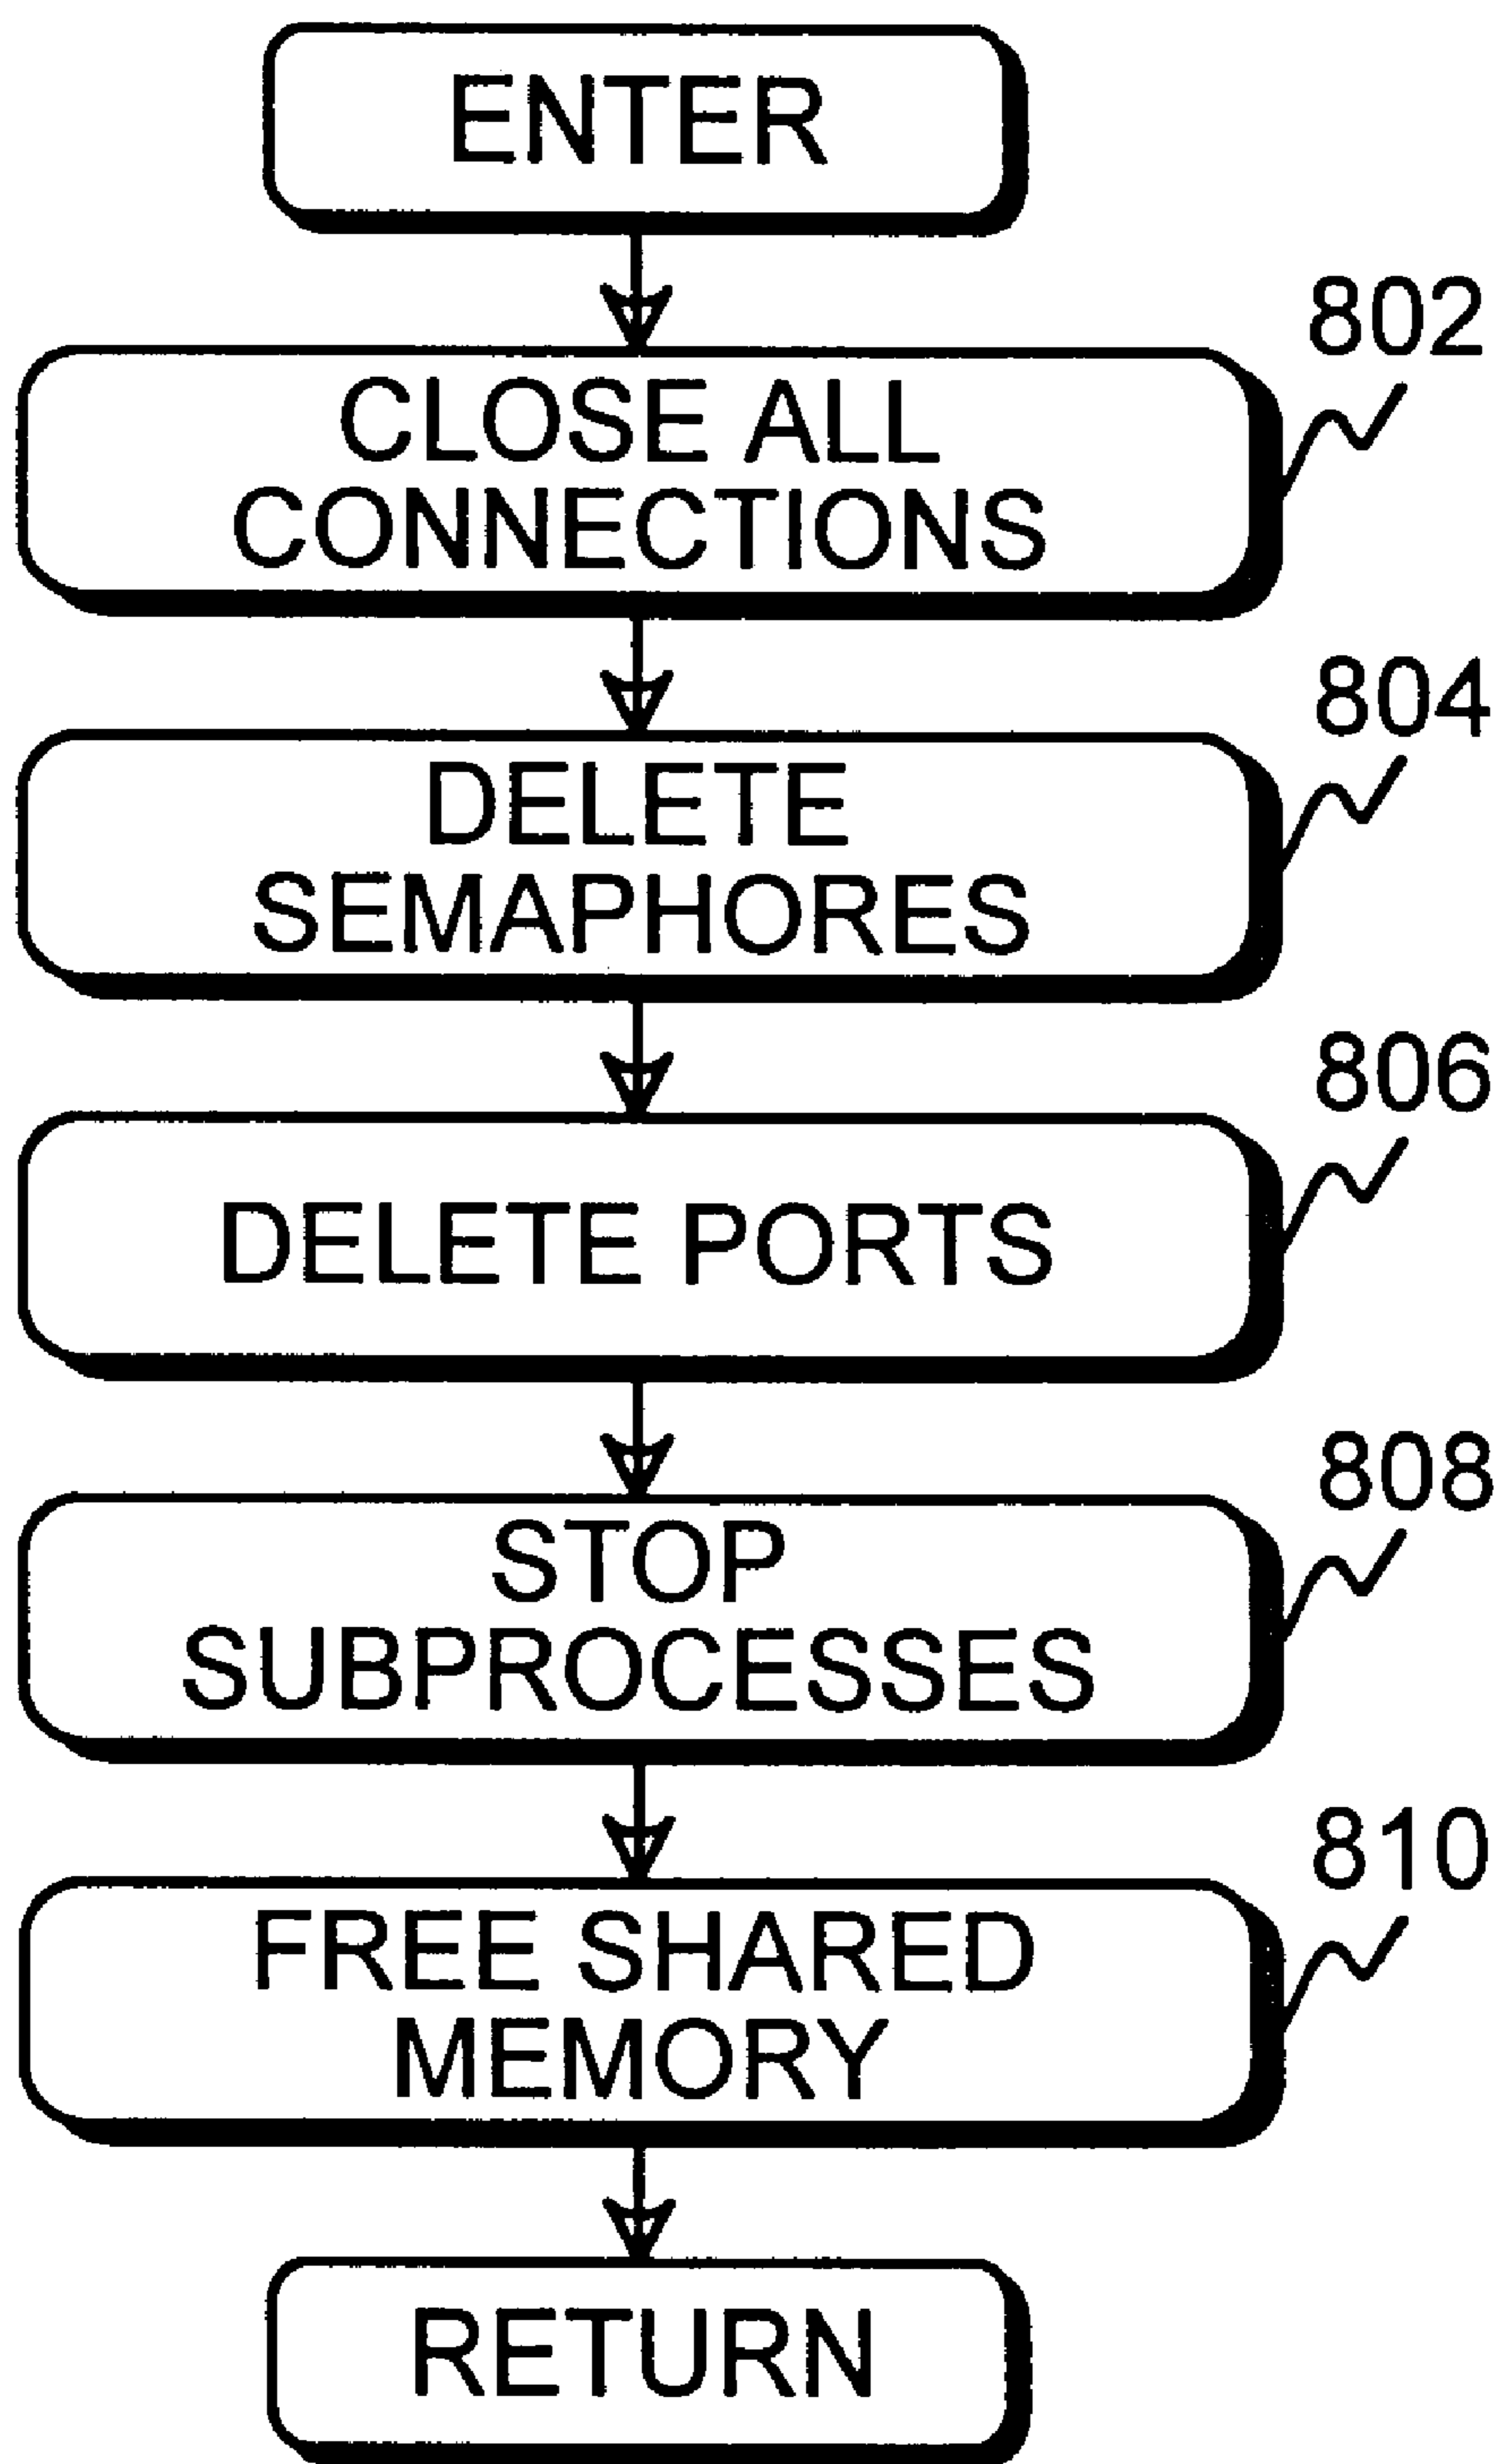 ENTER
802
CLOSE ALL
CONNECTIONS
804
DELETE
SEMAPHORES
806
DELETE PORTS
808
STOP
SUBPROCESSES
810
FREE SHARED
MEMORY
RETURN